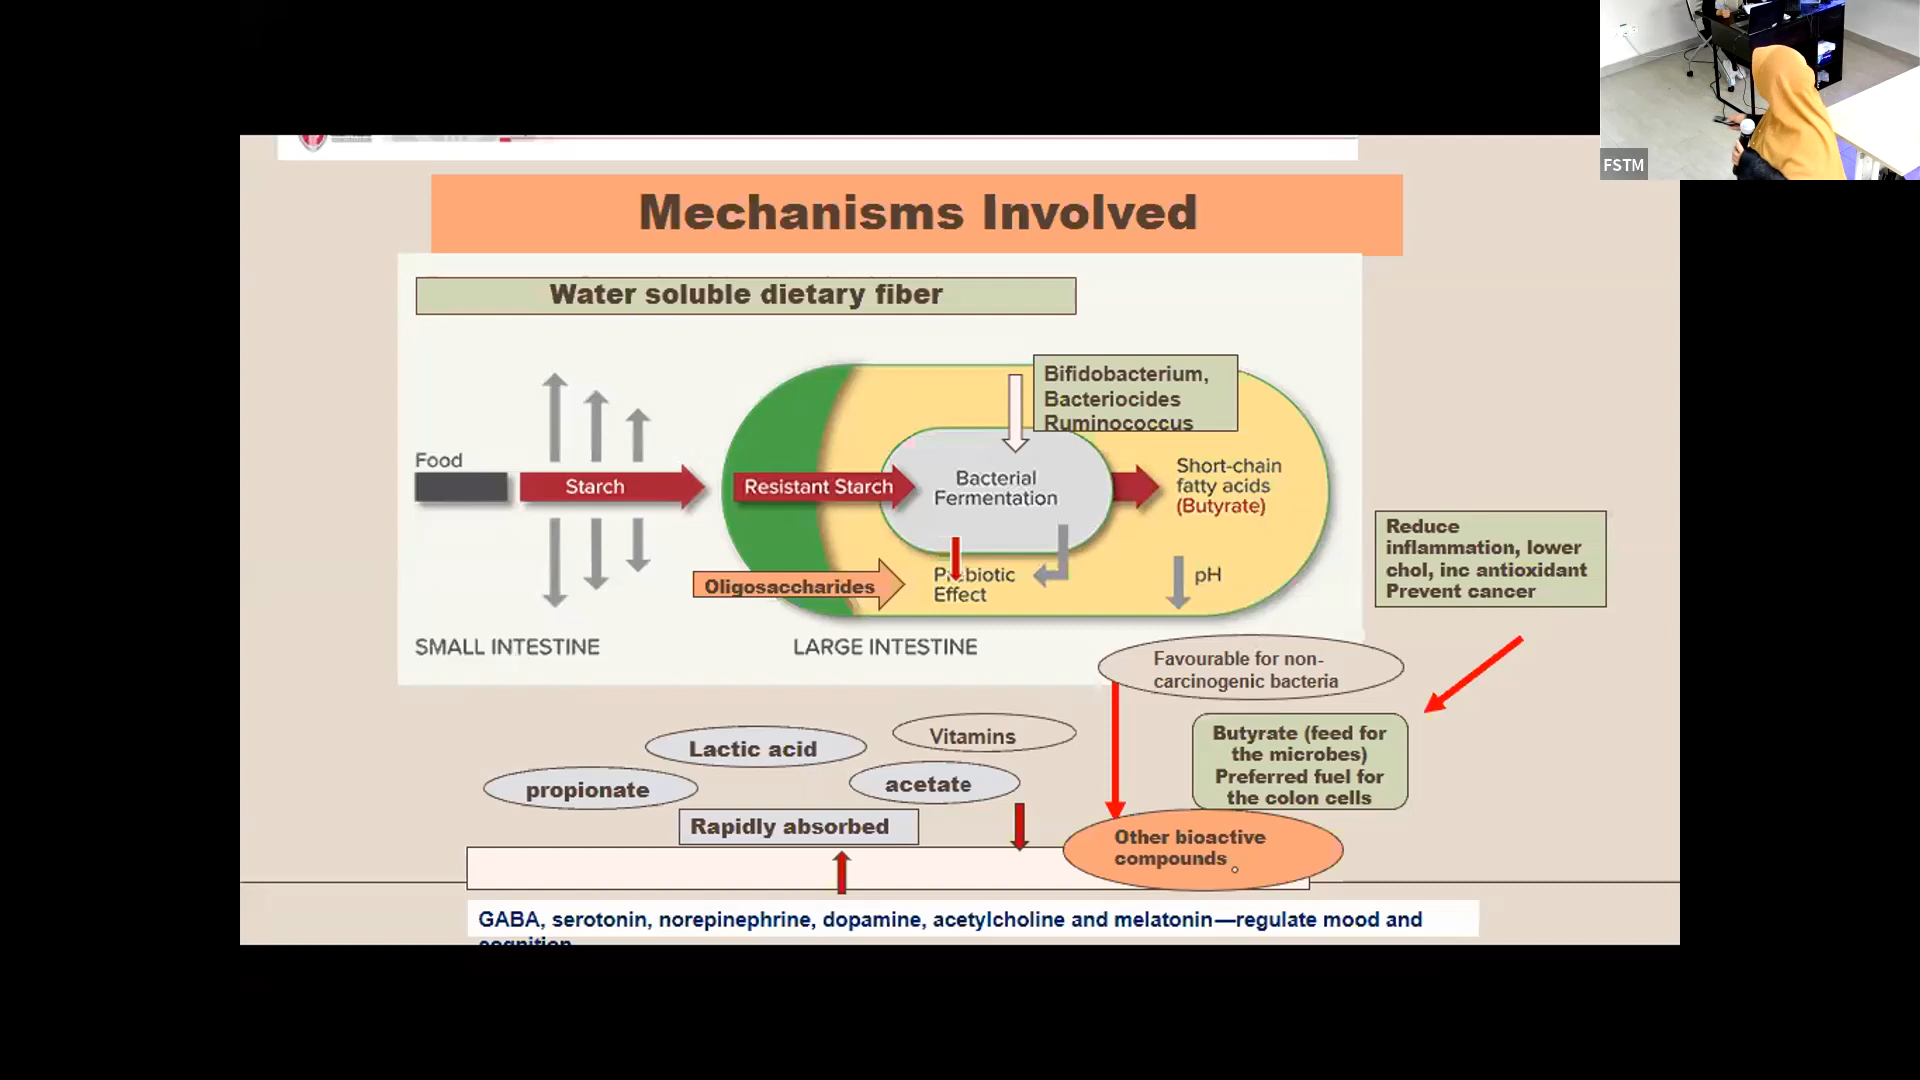 FSTM
Mechanisms Involved
Water soluble dietary fiber
Bifidobacterium,
Bacteriocides
Ruminococcus
Food
Starch
Resistant Starch
Bacterial
Fermentation
Short-chain
fatty acids
(Butyrate)
Oligosaccharides
Prebiotic
Effect
pH
SMALL INTESTINE
LARGE INTESTINE
Reduce
inflammation, lower
chol, inc antioxidant
Prevent cancer
Favourable for non-
carcinogenic bacteria
Butyrate (feed for
the microbes)
Preferred fuel for
the colon cells
Vitamins
Lactic acid
acetate
propionate
Rapidly absorbed
Other bioactive
compounds
GABA, serotonin, norepinephrine, dopamine, acetylcholine and melatonin—regulate mood and
cognition